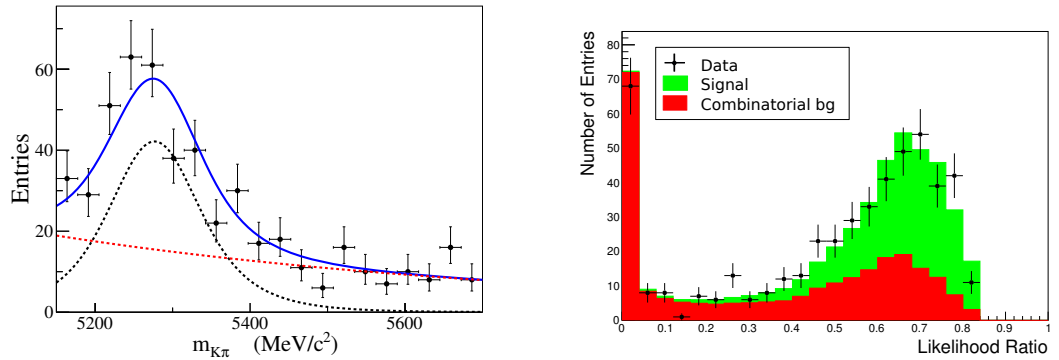 Entries
60
40
20
0
5200
5400
5600
m_{Kπ} (MeV/c²)
Number of Entries
80
70
60
50
40
30
20
10
0
Data
Signal
Combinatorial bg
0 0.1 0.2 0.3 0.4 0.5 0.6 0.7 0.8 0.9 1
Likelihood Ratio